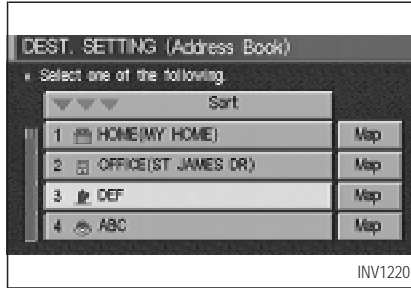 DEST. SETTING (Address Book)
Select one of the following.
Sort
1 HOME(MY HOME) Map
2 OFFICE(ST JAMES DR) Map
3 DEF Map
4 ABC Map
INV1220